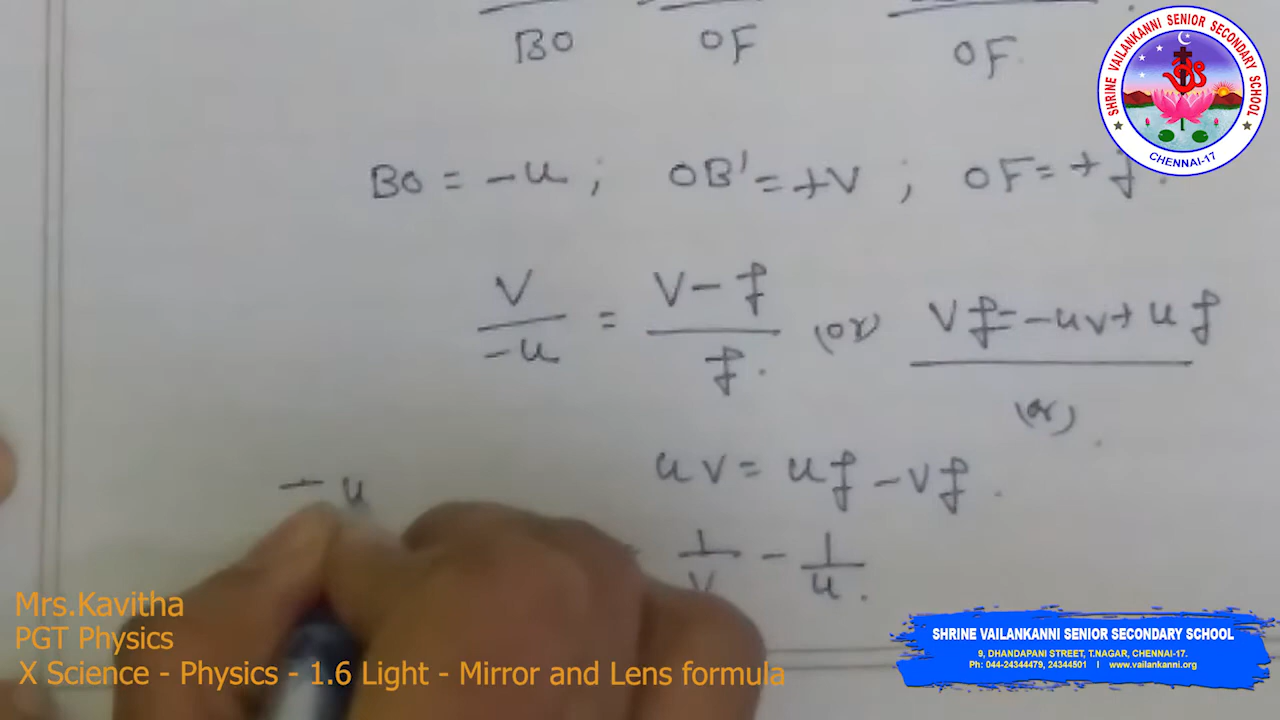 BO OF OF.
SHRINE VAILANKANNI SENIOR SECONDARY SCHOOL
CHENNAI-17
BO = -u ; OB' = +v ; OF = + f.
v / -u = v - f / f. (or) vf = -uv + uf
(or).
uv = uf - vf.
- u
1/v - 1/u.
Mrs.Kavitha
PGT Physics
X Science - Physics - 1.6 Light - Mirror and Lens formula
SHRINE VAILANKANNI SENIOR SECONDARY SCHOOL
9, DHANDAPANI STREET, T.NAGAR, CHENNAI-17.
Ph: 044-24344479, 24344501 I www.vailankanni.org